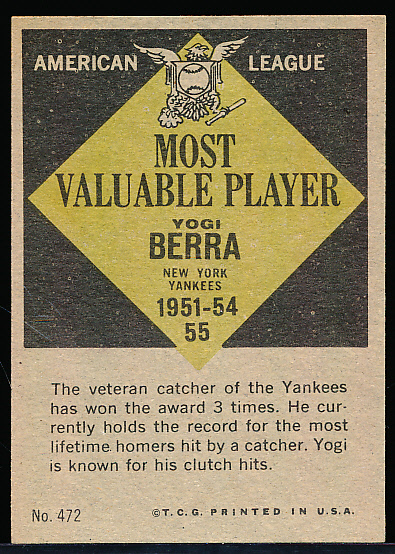 AMERICAN LEAGUE
MOST
VALUABLE PLAYER
YOGI
BERRA
NEW YORK
YANKEES
1951-54
55
The veteran catcher of the Yankees
has won the award 3 times. He cur-
rently holds the record for the most
lifetime homers hit by a catcher. Yogi
is known for his clutch hits.
No. 472 ©T.C.G. PRINTED IN U.S.A.